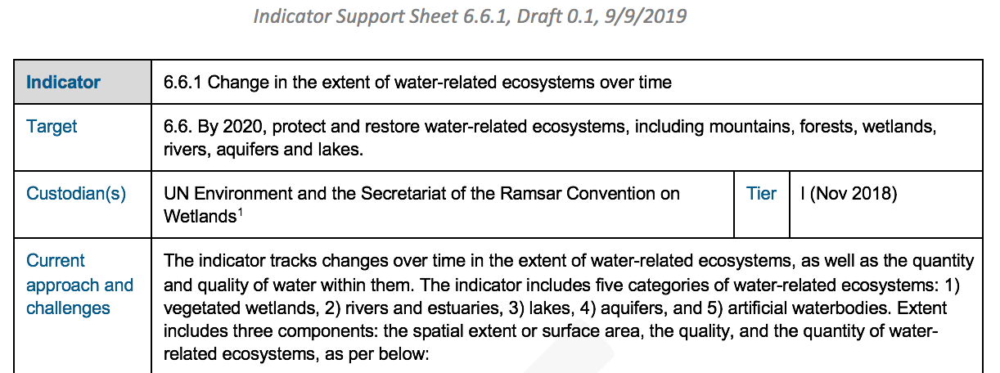 Indicator Support Sheet 6.6.1, Draft 0.1, 9/9/2019
Indicator
6.6.1 Change in the extent of water-related ecosystems over time
Target
6.6. By 2020, protect and restore water-related ecosystems, including mountains, forests, wetlands,
rivers, aquifers and lakes.
Custodian(s)
UN Environment and the Secretariat of the Ramsar Convention on
Wetlands¹
Tier
I (Nov 2018)
Current
approach and
challenges
The indicator tracks changes over time in the extent of water-related ecosystems, as well as the quantity
and quality of water within them. The indicator includes five categories of water-related ecosystems: 1)
vegetated wetlands, 2) rivers and estuaries, 3) lakes, 4) aquifers, and 5) artificial waterbodies. Extent
includes three components: the spatial extent or surface area, the quality, and the quantity of water-
related ecosystems, as per below: